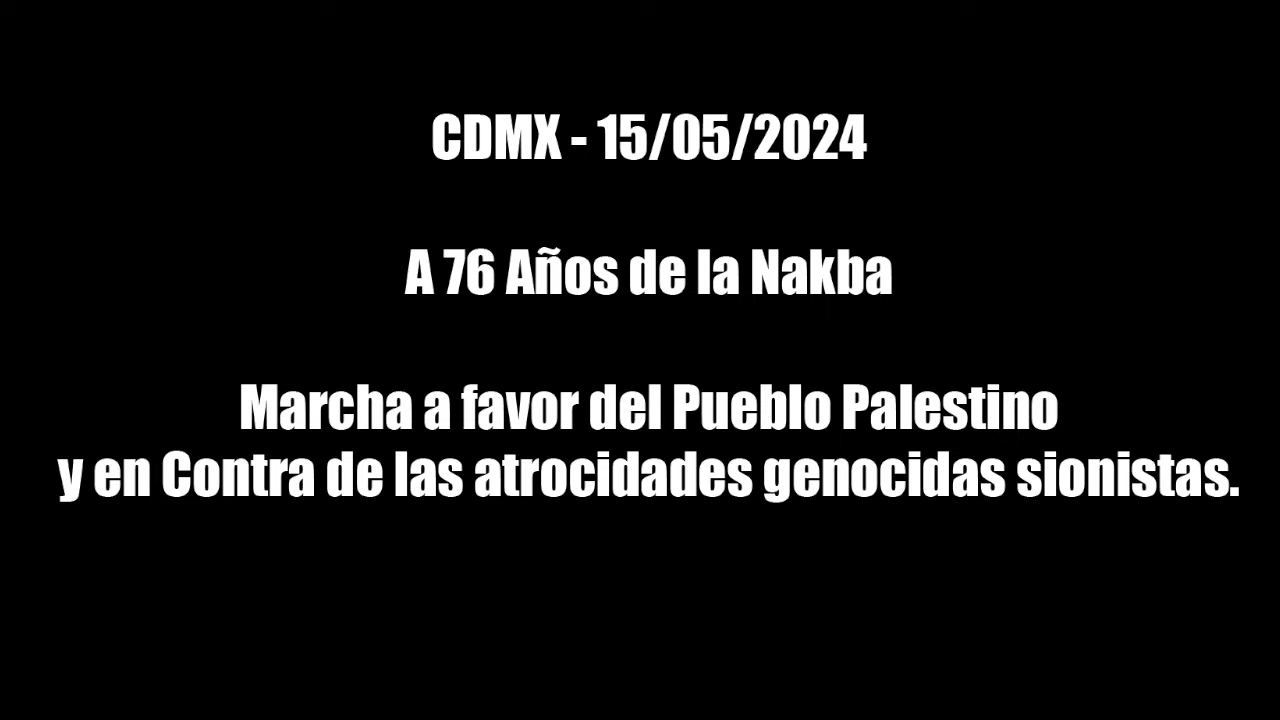 CDMX - 15/05/2024
A 76 Años de la Nakba
Marcha a favor del Pueblo Palestino
y en Contra de las atrocidades genocidas sionistas.